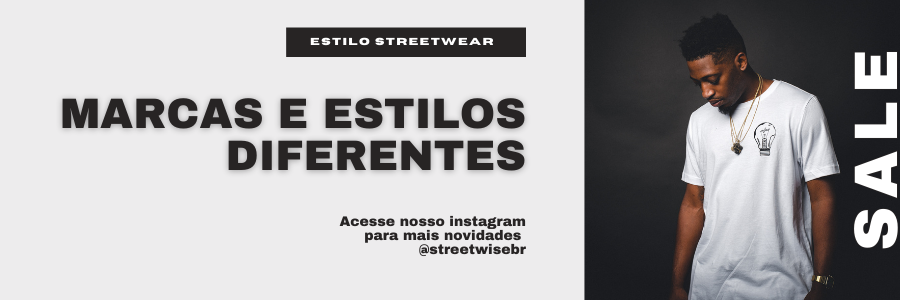 ESTILO STREETWEAR
MARCAS E ESTILOS
DIFERENTES
Acesse nosso instagram
para mais novidades
@streetwisebr
SALE